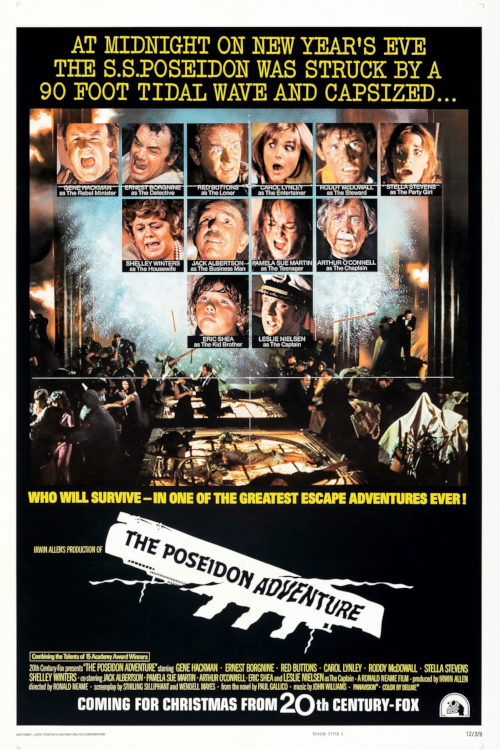 AT MIDNIGHT ON NEW YEAR'S EVE
THE S.S.POSEIDON WAS STRUCK BY A
90 FOOT TIDAL WAVE AND CAPSIZED...
GENE HACKMAN
as The Rebel Minister
ERNEST BORGNINE
as The Detective
RED BUTTONS
as The Loner
CAROL LYNLEY
as The Entertainer
RODDY McDOWALL
as The Steward
STELLA STEVENS
as The Party Girl
SHELLEY WINTERS
as The Housewife
JACK ALBERTSON
as The Business Man
PAMELA SUE MARTIN
as The Teenager
ARTHUR O'CONNELL
as The Chaplain
ERIC SHEA
as The Kid Brother
LESLIE NIELSEN
as The Captain
WHO WILL SURVIVE—IN ONE OF THE GREATEST ESCAPE ADVENTURES EVER!
IRWIN ALLEN'S PRODUCTION OF
THE POSEIDON ADVENTURE
Combining the Talents of 15 Academy Award Winners
20th Century-Fox presents "THE POSEIDON ADVENTURE" starring GENE HACKMAN · ERNEST BORGNINE · RED BUTTONS · CAROL LYNLEY · RODDY McDOWALL · STELLA STEVENS
SHELLEY WINTERS · co-starring JACK ALBERTSON · PAMELA SUE MARTIN · ARTHUR O'CONNELL · ERIC SHEA and LESLIE NIELSEN as The Captain · A RONALD NEAME FILM · produced by IRWIN ALLEN
directed by RONALD NEAME · screenplay by STIRLING SILLIPHANT and WENDELL MAYES · from the novel by PAUL GALLICO · music by JOHN WILLIAMS · PANAVISION® · COLOR BY DELUXE®
COMING FOR CHRISTMAS FROM 20TH CENTURY-FOX
TEASER STYLE Z
72/328